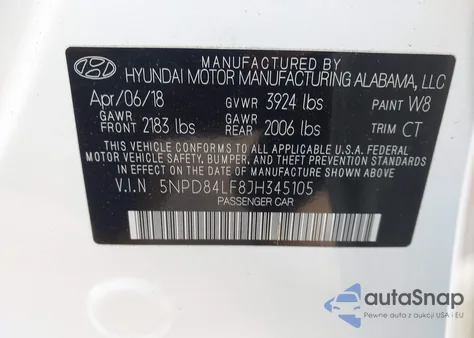 MANUFACTURED BY
HYUNDAI MOTOR MANUFACTURING ALABAMA, LLC
Apr/06/18 GVWR 3924 lbs PAINT W8
GAWR FRONT 2183 lbs GAWR REAR 2006 lbs TRIM CT
THIS VEHICLE CONFORMS TO ALL APPLICABLE U.S.A. FEDERAL
MOTOR VEHICLE SAFETY, BUMPER, AND THEFT PREVENTION STANDARDS
IN EFFECT ON THE DATE OF MANUFACTURE SHOWN ABOVE.
V.I.N. 5NPD84LF8JH345105
PASSENGER CAR
autoSnap
Pewne auta z aukcji USA i EU